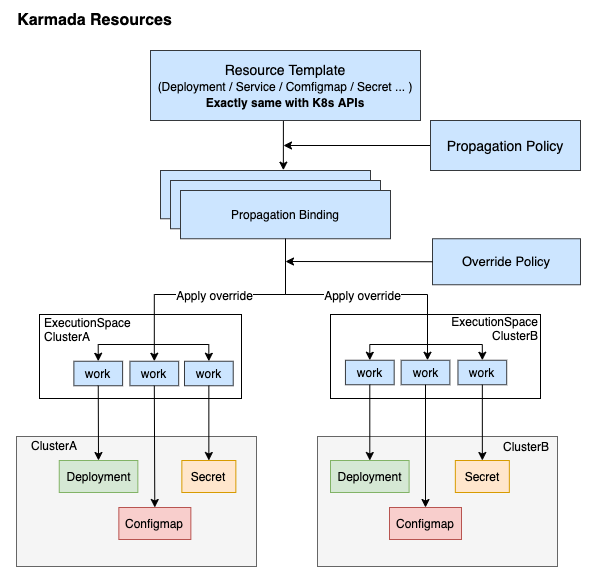 Karmada Resources
Resource Template
(Deployment / Service / Comfigmap / Secret ... )
Exactly same with K8s APIs
Propagation Policy
Propagation Binding
Override Policy
Apply override
Apply override
ExecutionSpace
ClusterA
work
work
work
ExecutionSpace
ClusterB
work
work
work
ClusterA
Deployment
Secret
Configmap
ClusterB
Deployment
Secret
Configmap